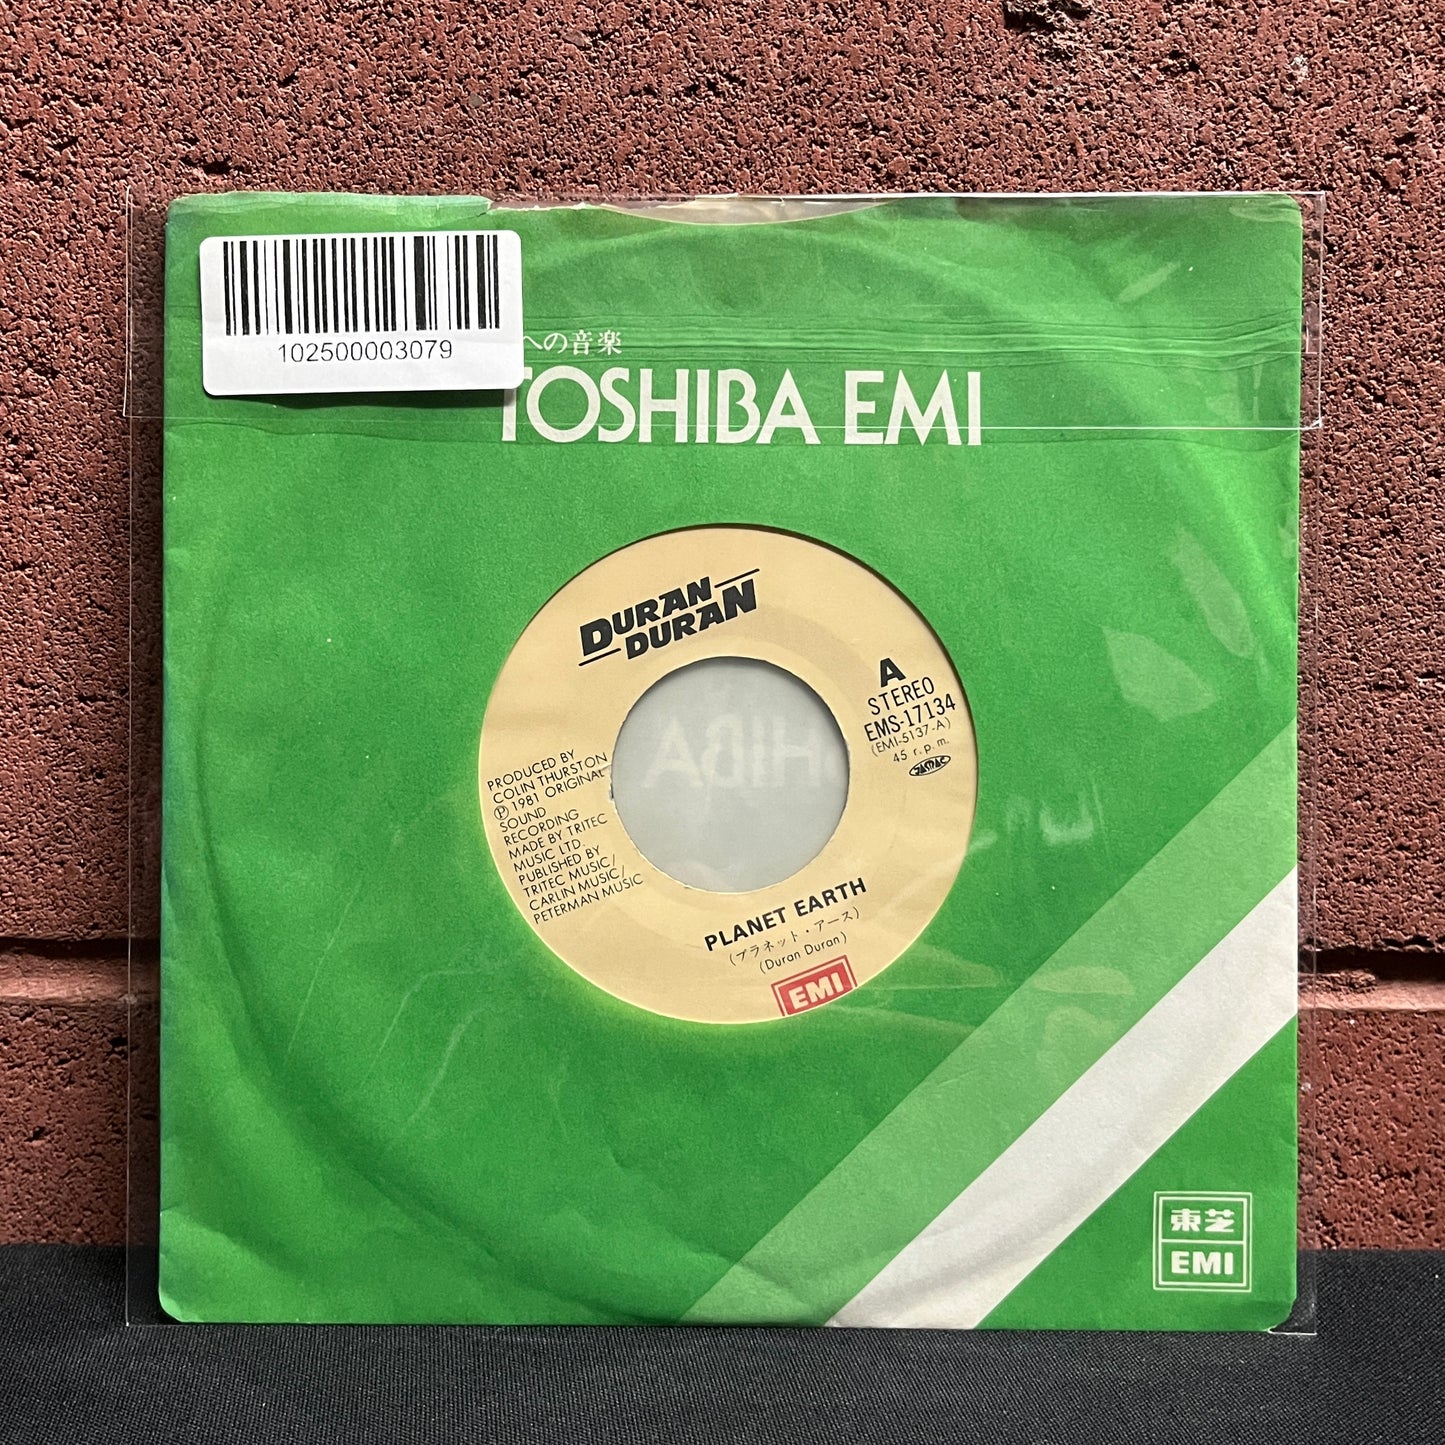 102500003079
への音楽
TOSHIBA EMI
DURAN
DURAN
A
STEREO
EMS-17134
(EMI-5137-A)
45 r.p.m.
JASRAC
PRODUCED BY
COLIN THURSTON
Ⓟ 1981 ORIGINAL
SOUND
RECORDING
MADE BY TRITEC
MUSIC LTD.
PUBLISHED BY
TRITEC MUSIC/
CARLIN MUSIC/
PETERMAN MUSIC
PLANET EARTH
(プラネット・アース)
(Duran Duran)
EMI
東芝
EMI